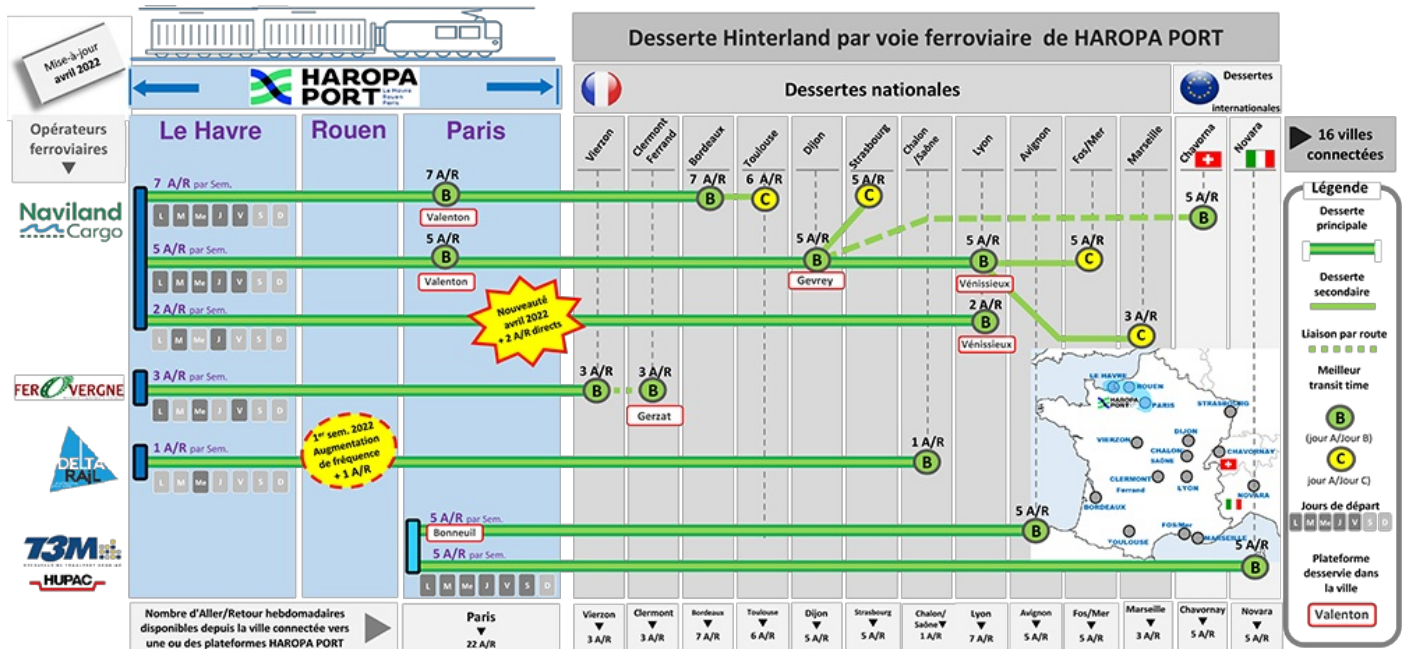 Mise-à-jour
avril 2022
HAROPA
PORT
Le Havre
Rouen
Paris
Desserte Hinterland par voie ferroviaire de HAROPA PORT
Dessertes nationales
Dessertes
internationales
Opérateurs
ferroviaires
Le Havre
Rouen
Paris
Vierzon
Clermont
Ferrand
Bordeaux
Toulouse
Dijon
Strasbourg
Chalon
/Saône
Lyon
Avignon
Fos/Mer
Marseille
Chavorna
Novara
16 villes
connectées
Naviland
Cargo
7 A/R par Sem.
L M Me J V S D
7 A/R
B
Valenton
7 A/R
B
6 A/R
C
5 A/R
C
5 A/R
B
5 A/R par Sem.
L M Me J V S D
5 A/R
B
Valenton
5 A/R
B
Gevrey
5 A/R
B
Vénissieux
5 A/R
C
2 A/R par Sem.
L M Me J V S D
Nouveauté
avril 2022
+ 2 A/R directs
2 A/R
B
Vénissieux
3 A/R
C
FEROVERGNE
3 A/R par Sem.
L M Me J V S D
3 A/R
B
3 A/R
B
Gerzat
DELTA
RAIL
1 A/R par Sem.
L M Me J V S D
1er sem. 2022
Augmentation
de fréquence
+ 1 A/R
1 A/R
B
T3M
HUPAC
5 A/R par Sem.
Bonneuil
5 A/R
B
5 A/R par Sem.
L M Me J V S D
5 A/R
B
LE HAVRE
ROUEN
HAROPA
PORT
PARIS
STRASBOURG
VIERZON
DIJON
CHALON
SAÔNE
CHAVORNAY
CLERMONT
Ferrand
LYON
NOVARA
BORDEAUX
TOULOUSE
FOS/Mer
MARSEILLE
Légende
Desserte
principale
Desserte
secondaire
Liaison par route
Meilleur
transit time
B
(jour A/Jour B)
C
jour A/Jour C)
Jours de départ
L M Me J V S D
Plateforme
desservie dans
la ville
Valenton
Nombre d'Aller/Retour hebdomadaires
disponibles depuis la ville connectée vers
une ou des plateformes HAROPA PORT
Paris
22 A/R
Vierzon
3 A/R
Clermont
3 A/R
Bordeaux
7 A/R
Toulouse
6 A/R
Dijon
5 A/R
Strasbourg
5 A/R
Chalon/
Saône
1 A/R
Lyon
7 A/R
Avignon
5 A/R
Fos/Mer
5 A/R
Marseille
3 A/R
Chavornay
5 A/R
Novara
5 A/R